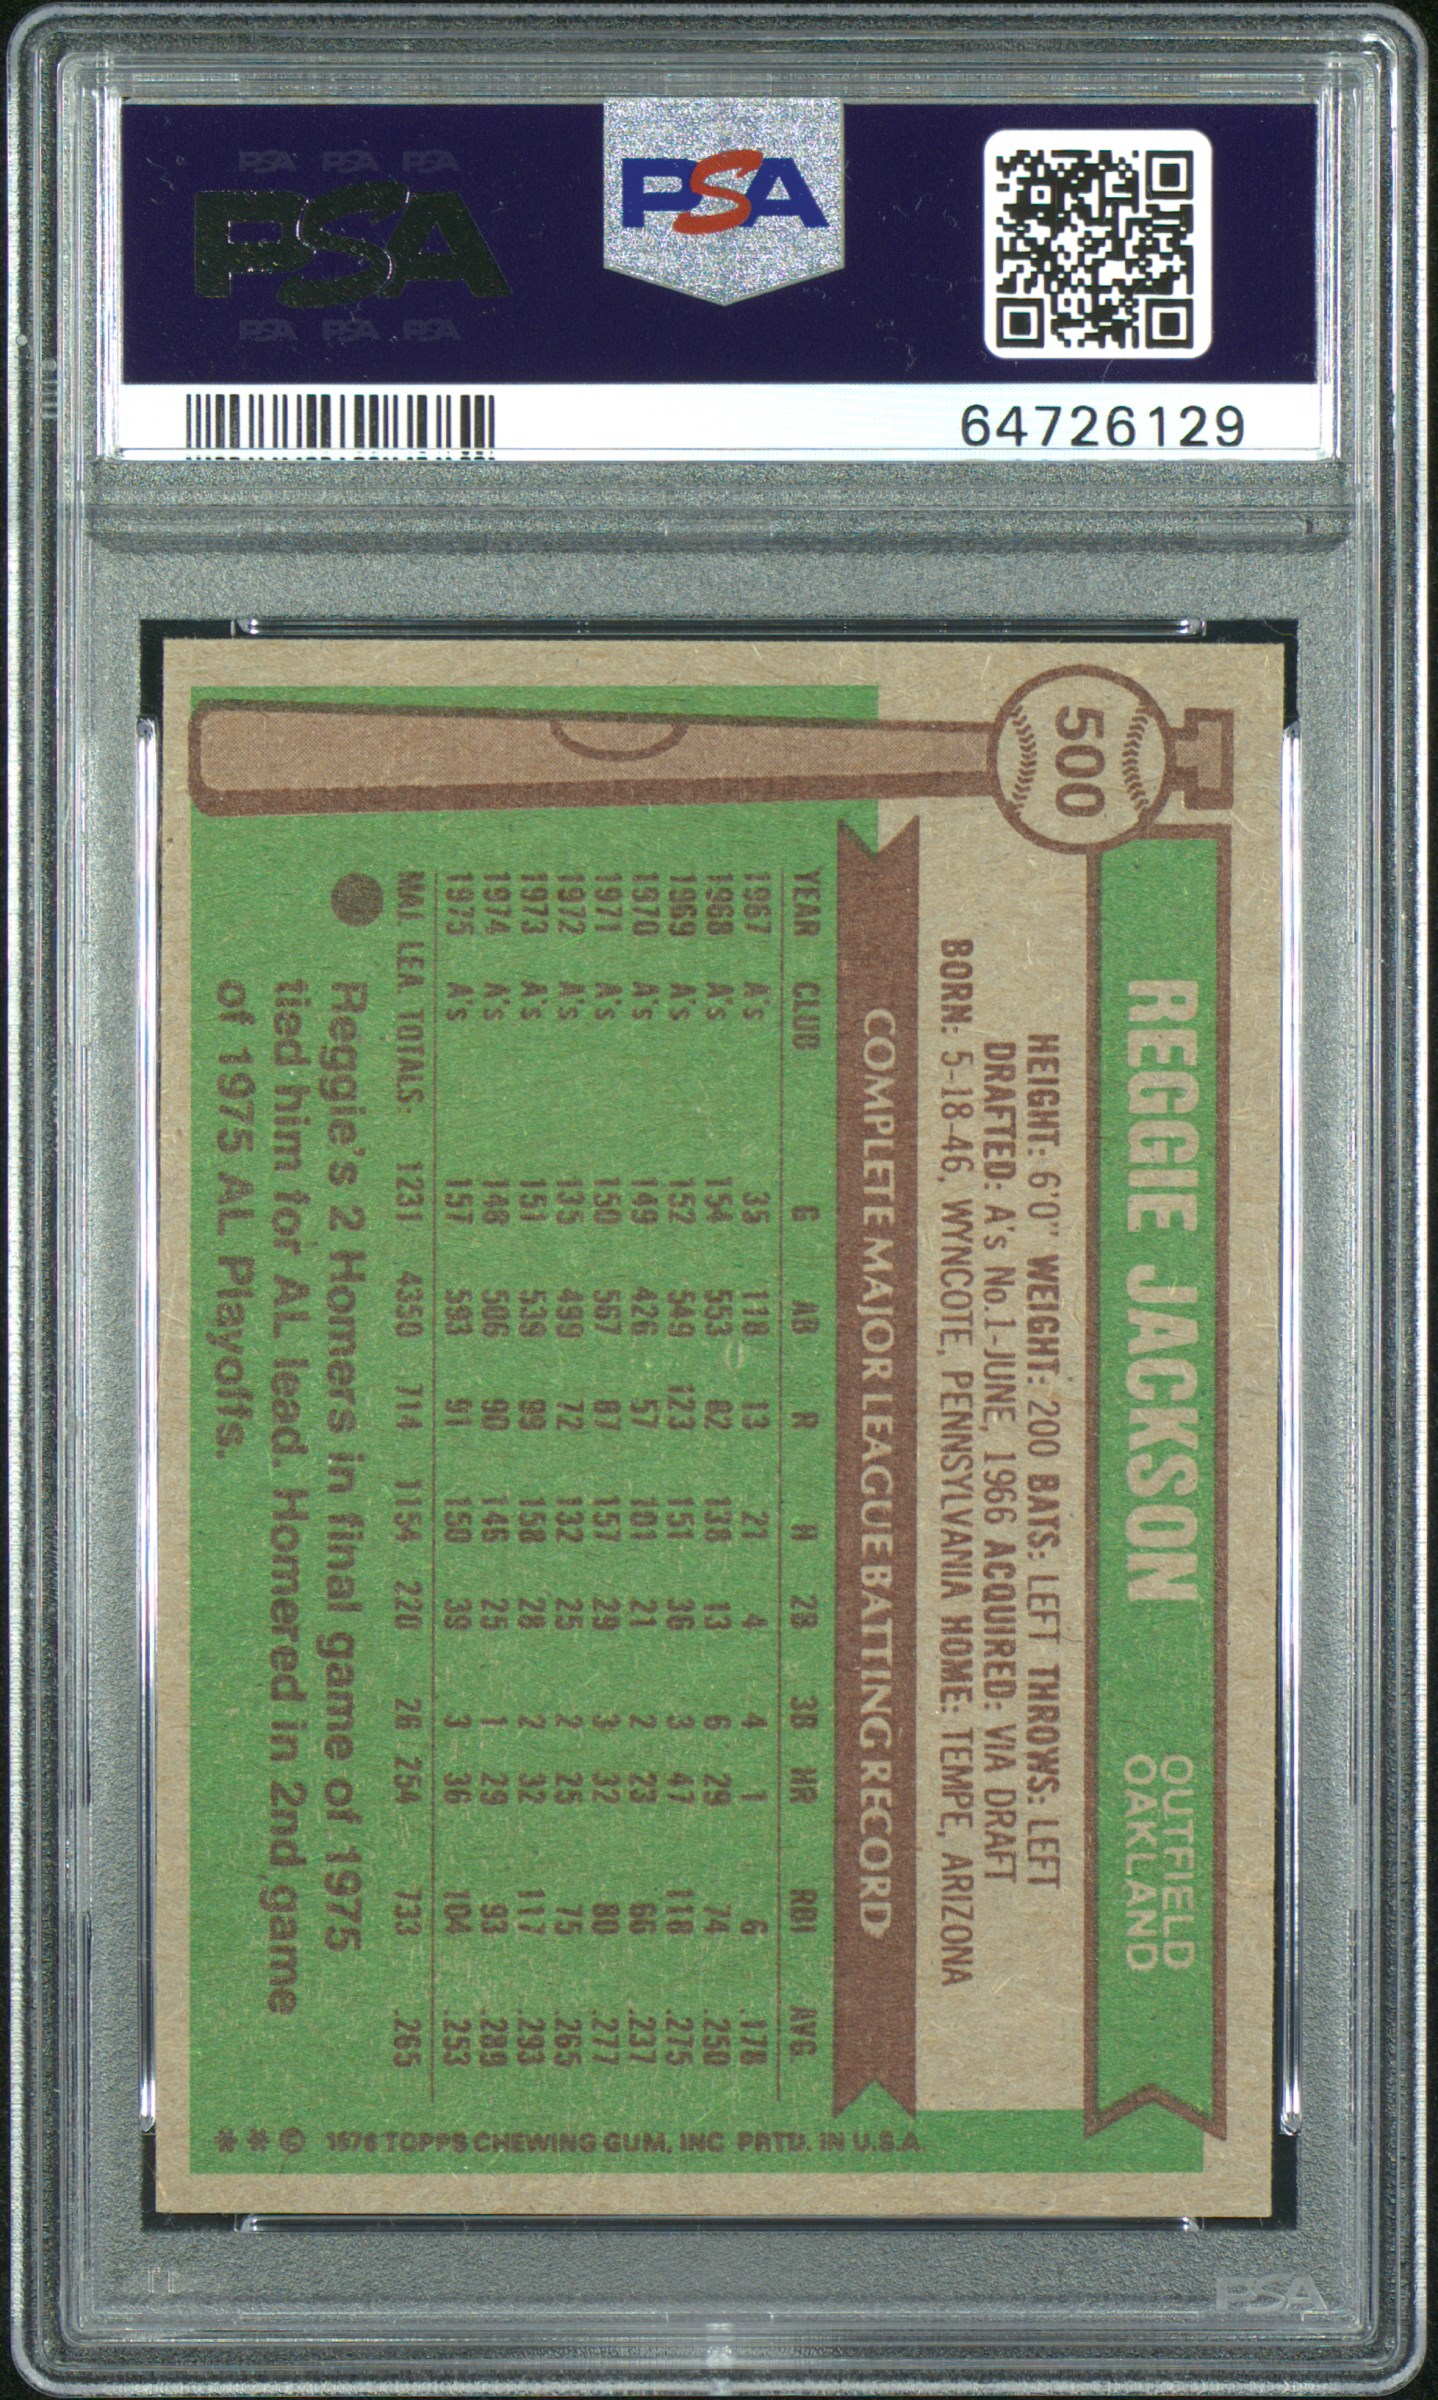 PSA PSA PSA
PSA
PSA PSA PSA
PSA
64726129
500
REGGIE JACKSON
OUTFIELD
OAKLAND
HEIGHT: 6'0" WEIGHT: 200 BATS: LEFT THROWS: LEFT
DRAFTED: A's No.1-JUNE, 1966 ACQUIRED: VIA DRAFT
BORN: 5-18-46, WYNCOTE, PENNSYLVANIA HOME: TEMPE, ARIZONA
COMPLETE MAJOR LEAGUE BATTING RECORD
YEAR CLUB G AB R H 2B 3B HR RBI AVG.
1967 A's 35 118 13 21 4 4 1 6 .178
1968 A's 154 553 82 138 13 6 29 74 .250
1969 A's 152 549 123 151 36 3 47 118 .275
1970 A's 149 426 57 101 21 2 23 66 .237
1971 A's 150 567 87 157 29 3 32 80 .277
1972 A's 135 499 72 132 25 2 25 75 .265
1973 A's 151 539 99 158 28 2 32 117 .293
1974 A's 148 506 90 146 25 1 29 93 .289
1975 A's 157 593 91 150 39 3 36 104 .253
MAJ. LEA. TOTALS: 1231 4350 714 1154 220 26 254 733 .265
Reggie's 2 Homers in final game of 1975
tied him for AL lead. Homered in 2nd game
of 1975 AL Playoffs.
** © 1976 TOPPS CHEWING GUM, INC. PRTD. IN U.S.A.
PSA